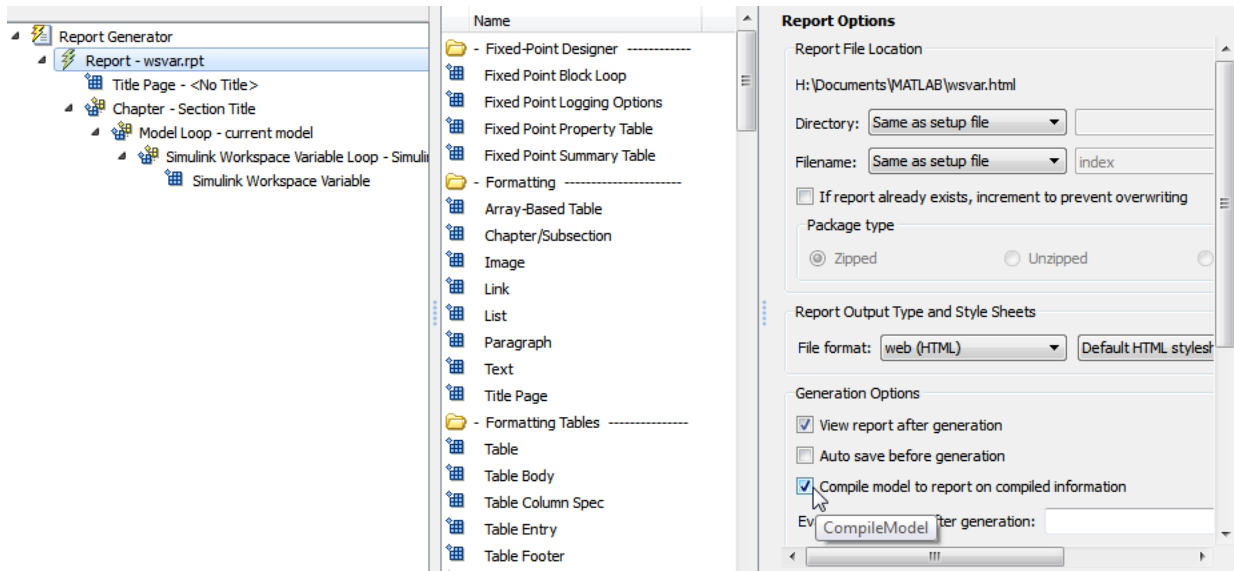 Report Generator
Report - wsvar.rpt
Title Page - <No Title>
Chapter - Section Title
Model Loop - current model
Simulink Workspace Variable Loop - Simuli
Simulink Workspace Variable
Name
- Fixed-Point Designer ------------
Fixed Point Block Loop
Fixed Point Logging Options
Fixed Point Property Table
Fixed Point Summary Table
- Formatting ----------------------
Array-Based Table
Chapter/Subsection
Image
Link
List
Paragraph
Text
Title Page
- Formatting Tables ---------------
Table
Table Body
Table Column Spec
Table Entry
Table Footer
Report Options
Report File Location
H:\Documents\MATLAB\wsvar.html
Directory: Same as setup file
Filename: Same as setup file index
If report already exists, increment to prevent overwriting
Package type
Zipped Unzipped
Report Output Type and Style Sheets
File format: web (HTML) Default HTML stylesh
Generation Options
View report after generation
Auto save before generation
Compile model to report on compiled information
Ev ter generation:
CompileModel